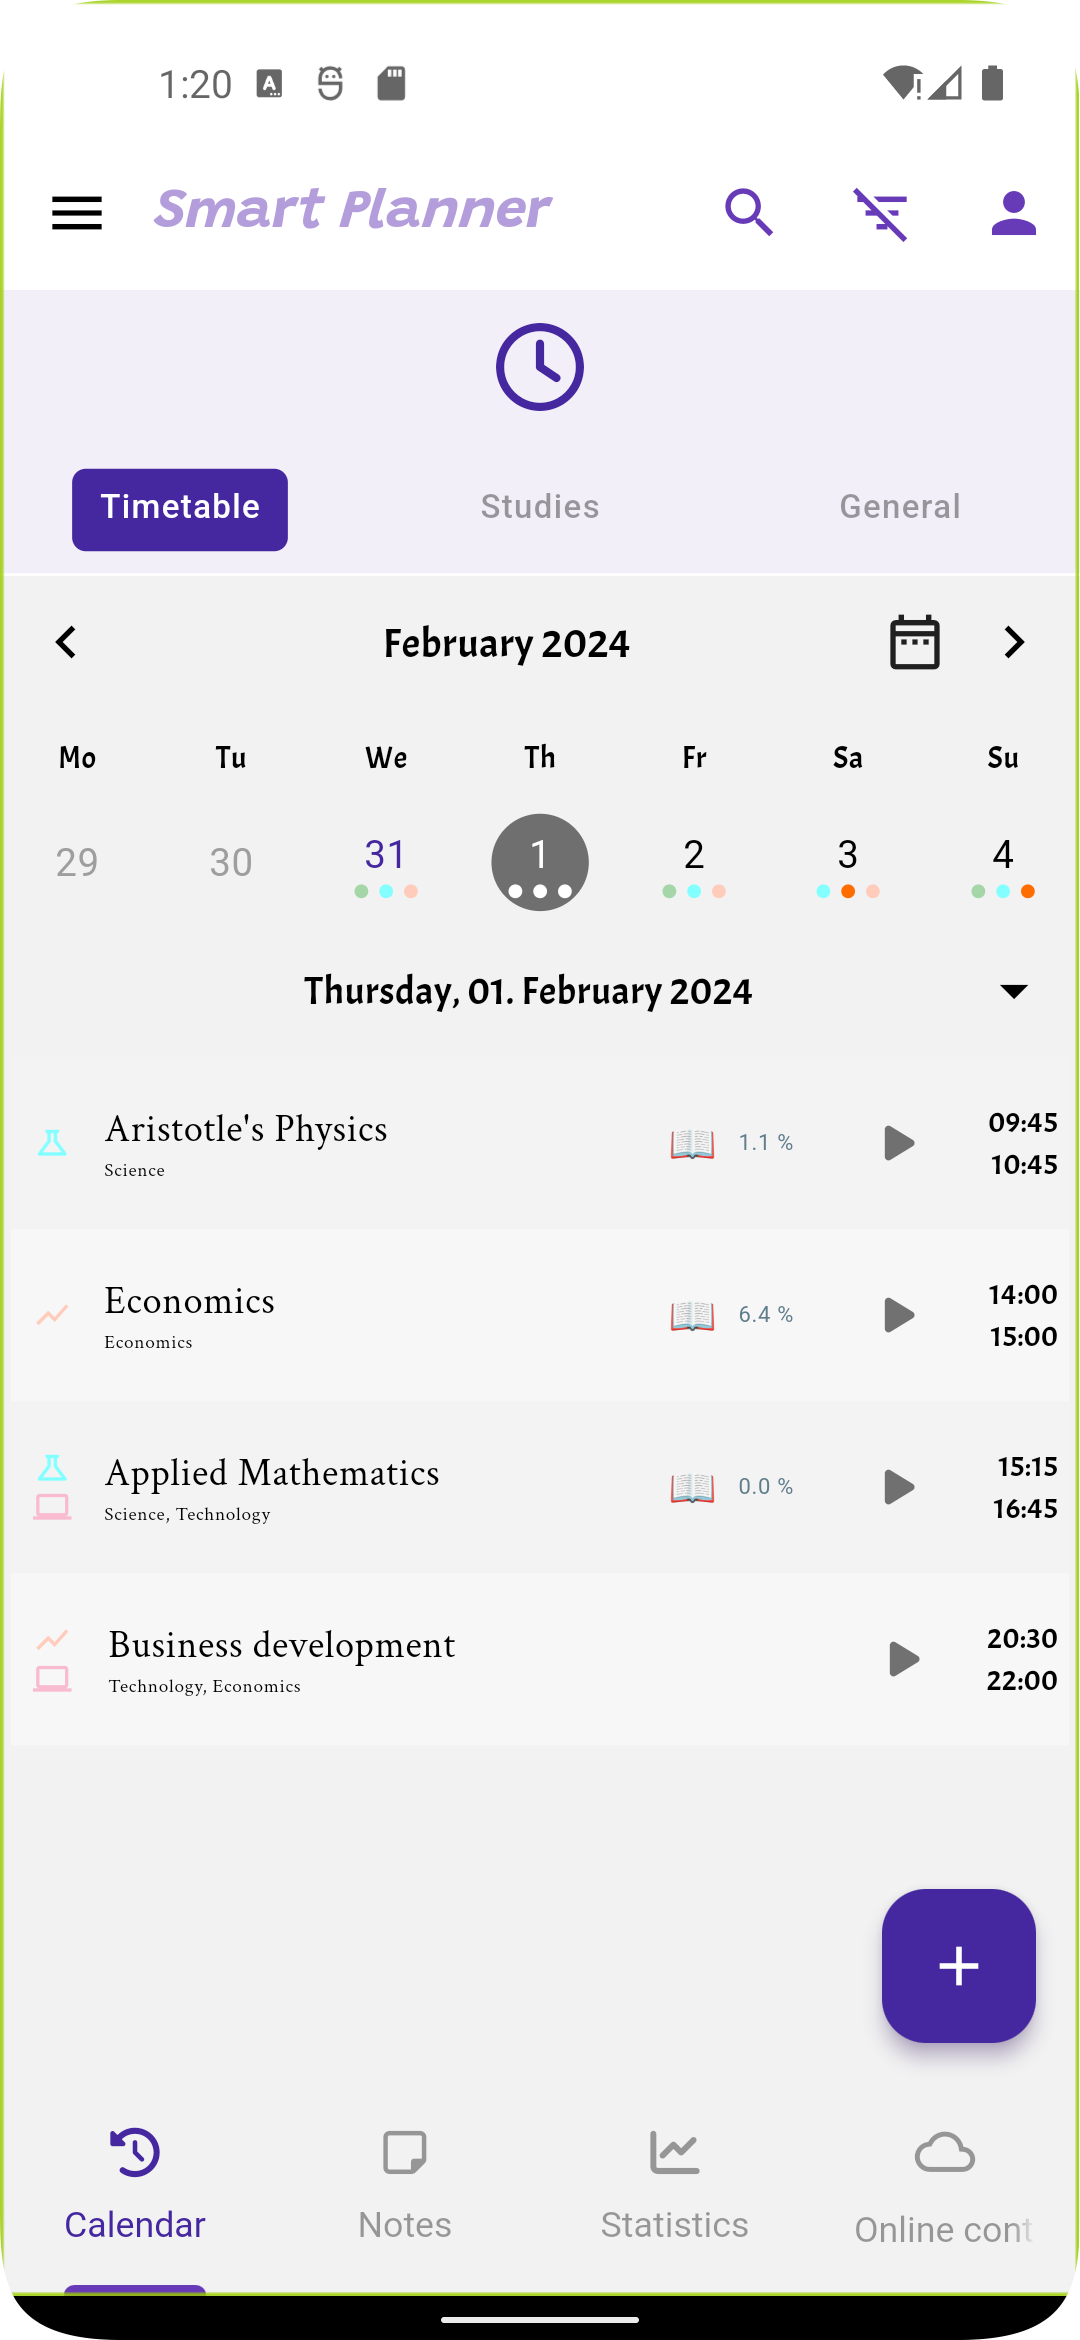 1:20
Smart Planner
Timetable
Studies
General
February 2024
Mo Tu We Th Fr Sa Su
29 30 31 1 2 3 4
Thursday, 01. February 2024
Aristotle's Physics
Science
1.1 %
09:45
10:45
Economics
Economics
6.4 %
14:00
15:00
Applied Mathematics
Science, Technology
0.0 %
15:15
16:45
Business development
Technology, Economics
20:30
22:00
Calendar
Notes
Statistics
Online cont